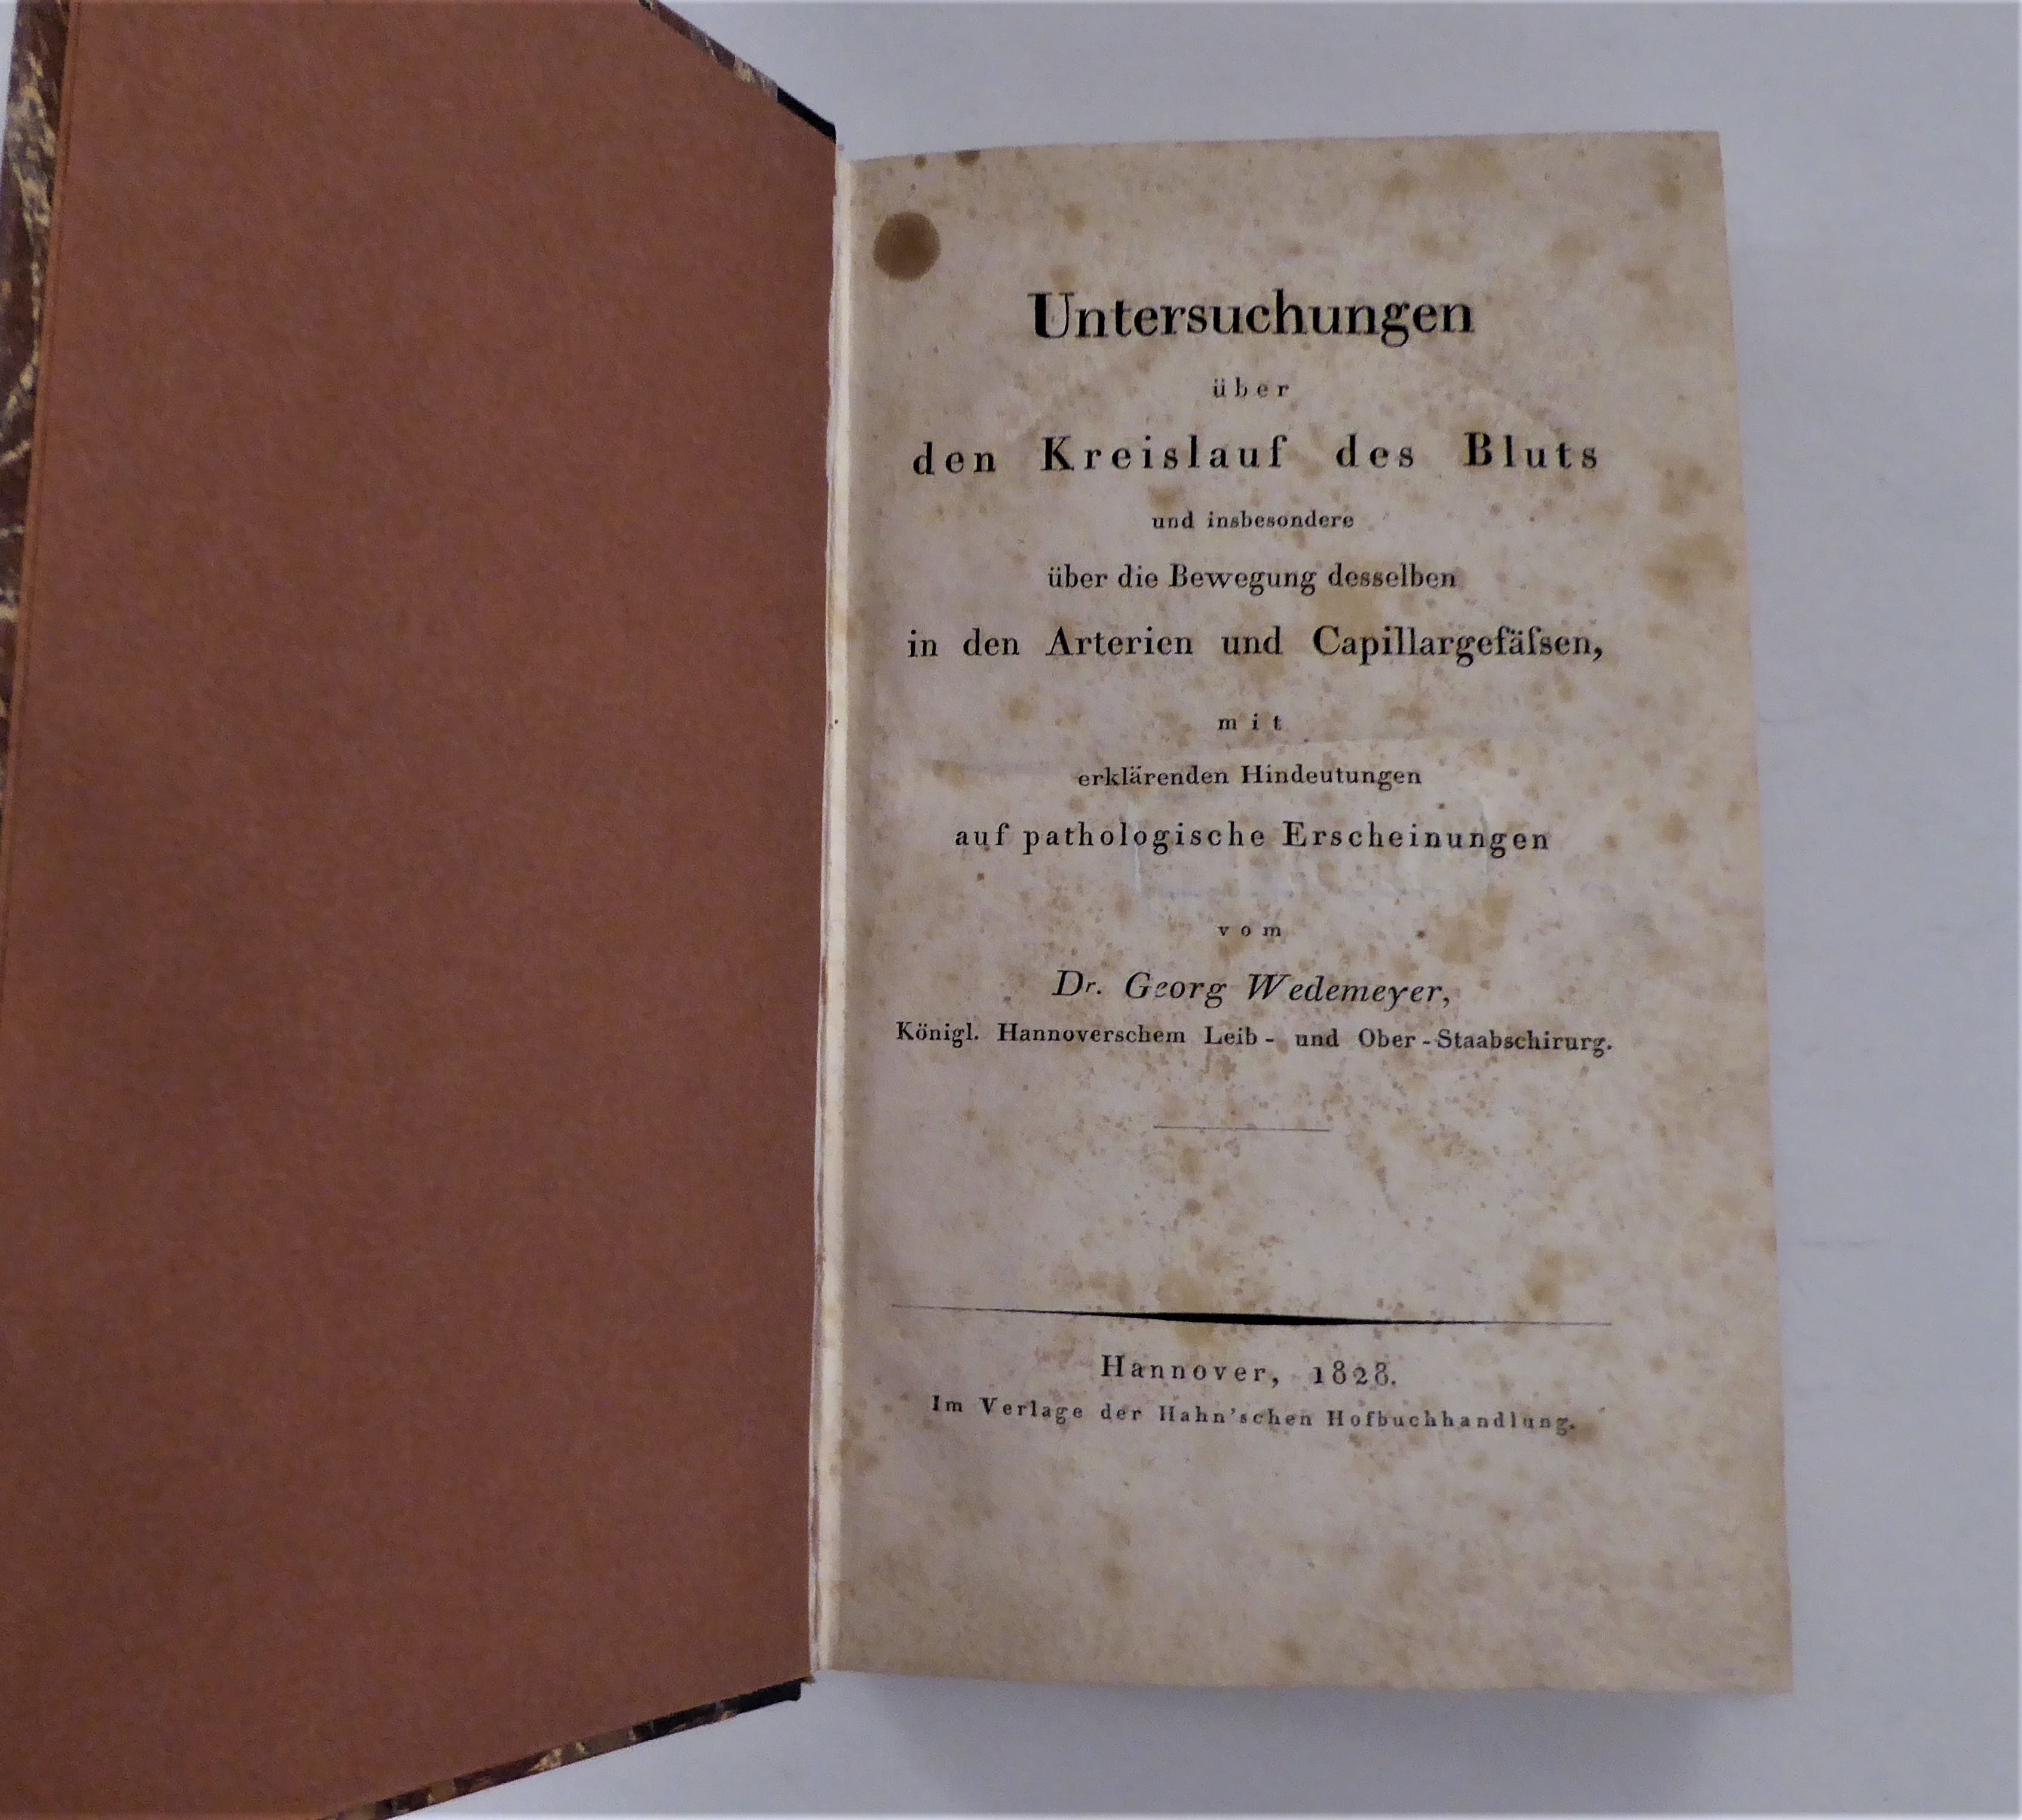 Untersuchungen
über
den Kreislauf des Bluts
und insbesondere
über die Bewegung desselben
in den Arterien und Capillargefäſsen,
mit
erklärenden Hindeutungen
auf pathologische Erscheinungen
vom
Dr. Georg Wedemeyer,
Königl. Hannoverschem Leib- und Ober-Staabschirurg.
Hannover, 1828.
Im Verlage der Hahn'schen Hofbuchhandlung.